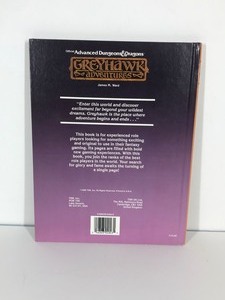 Advanced Dungeons & Dragons
GREYHAWK
ADVENTURES
James M. Ward
"Enter this world and discover
excitement far beyond your wildest
dreams. Greyhawk is the place where
adventure begins and ends . . ."
This book is for experienced role
players looking for something exciting
and original to use in their fantasy
gaming. Its pages are filled with bold
new gaming experiences. With this
book, you join the ranks of the best
role players in the world. Your search
for glory and fame awaits the turning of
a single page!